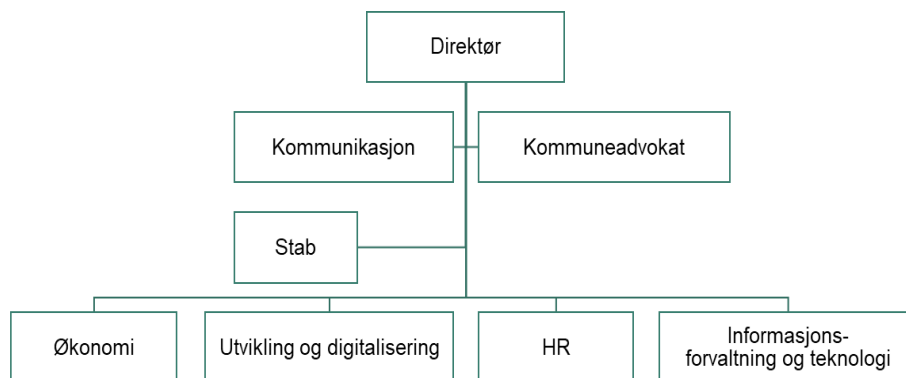 Direktør
Kommunikasjon
Kommuneadvokat
Stab
Økonomi
Utvikling og digitalisering
HR
Informasjons-
forvaltning og teknologi